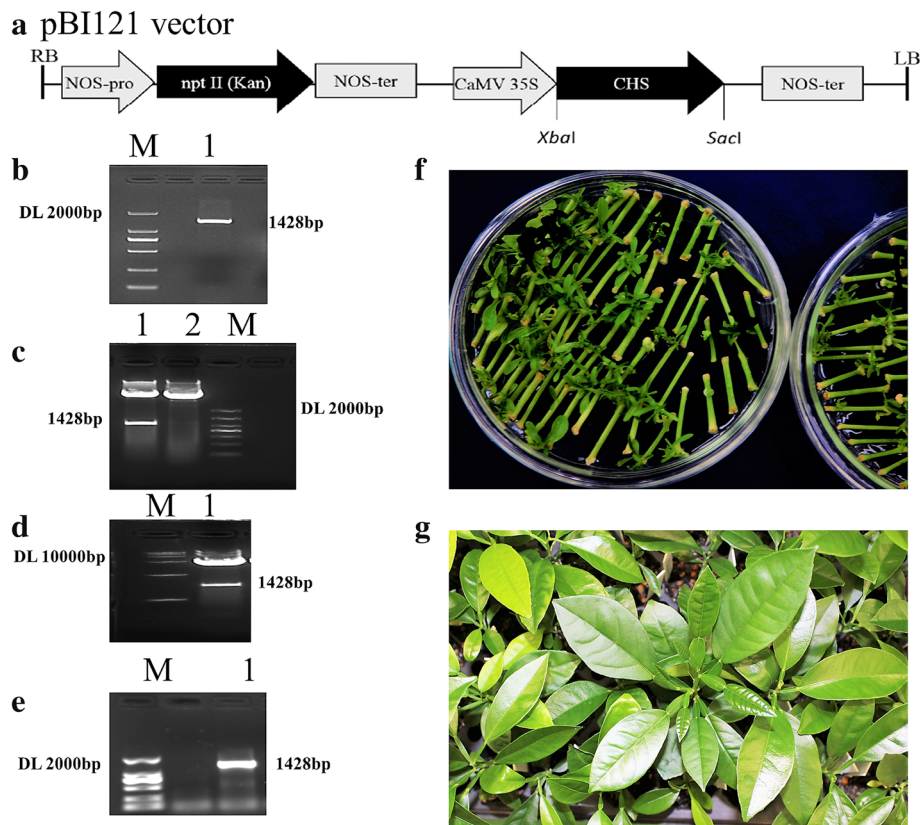 a pBI121 vector
RB
LB
NOS-pro
npt II (Kan)
NOS-ter
CaMV 35S
CHS
NOS-ter
XbaI
SacI
b
M 1
DL 2000bp
1428bp
c
1 2 M
1428bp
DL 2000bp
d
M 1
DL 10000bp
1428bp
e
M 1
DL 2000bp
1428bp
f
g